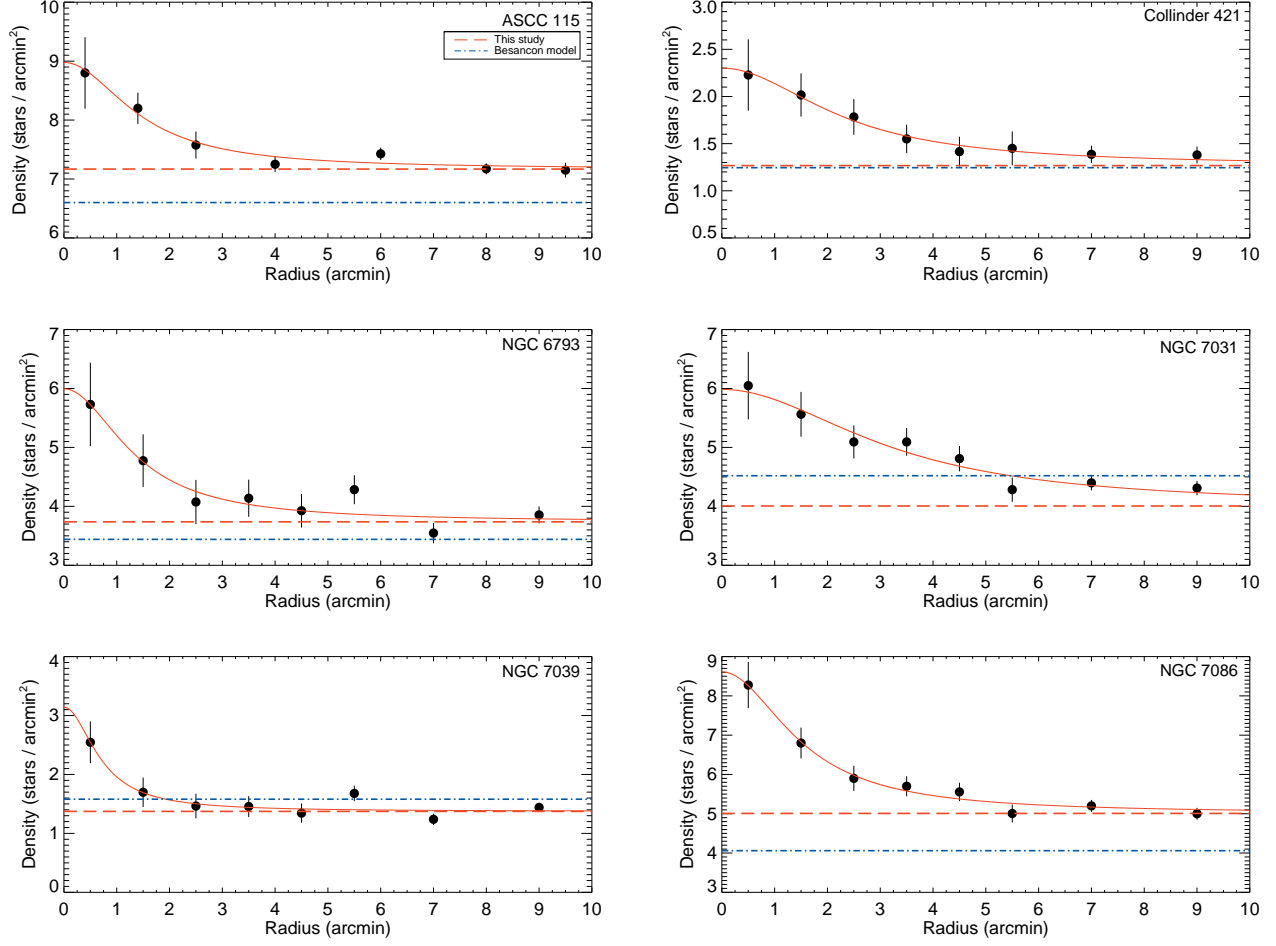 ASCC 115
This study
Besancon model
Density (stars / arcmin²)
10
9
8
7
6
0 1 2 3 4 5 6 7 8 9 10
Radius (arcmin)
Collinder 421
Density (stars / arcmin²)
3.0
2.5
2.0
1.5
1.0
0.5
0 1 2 3 4 5 6 7 8 9 10
Radius (arcmin)
NGC 6793
Density (stars / arcmin²)
7
6
5
4
3
0 1 2 3 4 5 6 7 8 9 10
Radius (arcmin)
NGC 7031
Density (stars / arcmin²)
7
6
5
4
3
0 1 2 3 4 5 6 7 8 9 10
Radius (arcmin)
NGC 7039
Density (stars / arcmin²)
4
3
2
1
0
0 1 2 3 4 5 6 7 8 9 10
Radius (arcmin)
NGC 7086
Density (stars / arcmin²)
9
8
7
6
5
4
3
0 1 2 3 4 5 6 7 8 9 10
Radius (arcmin)